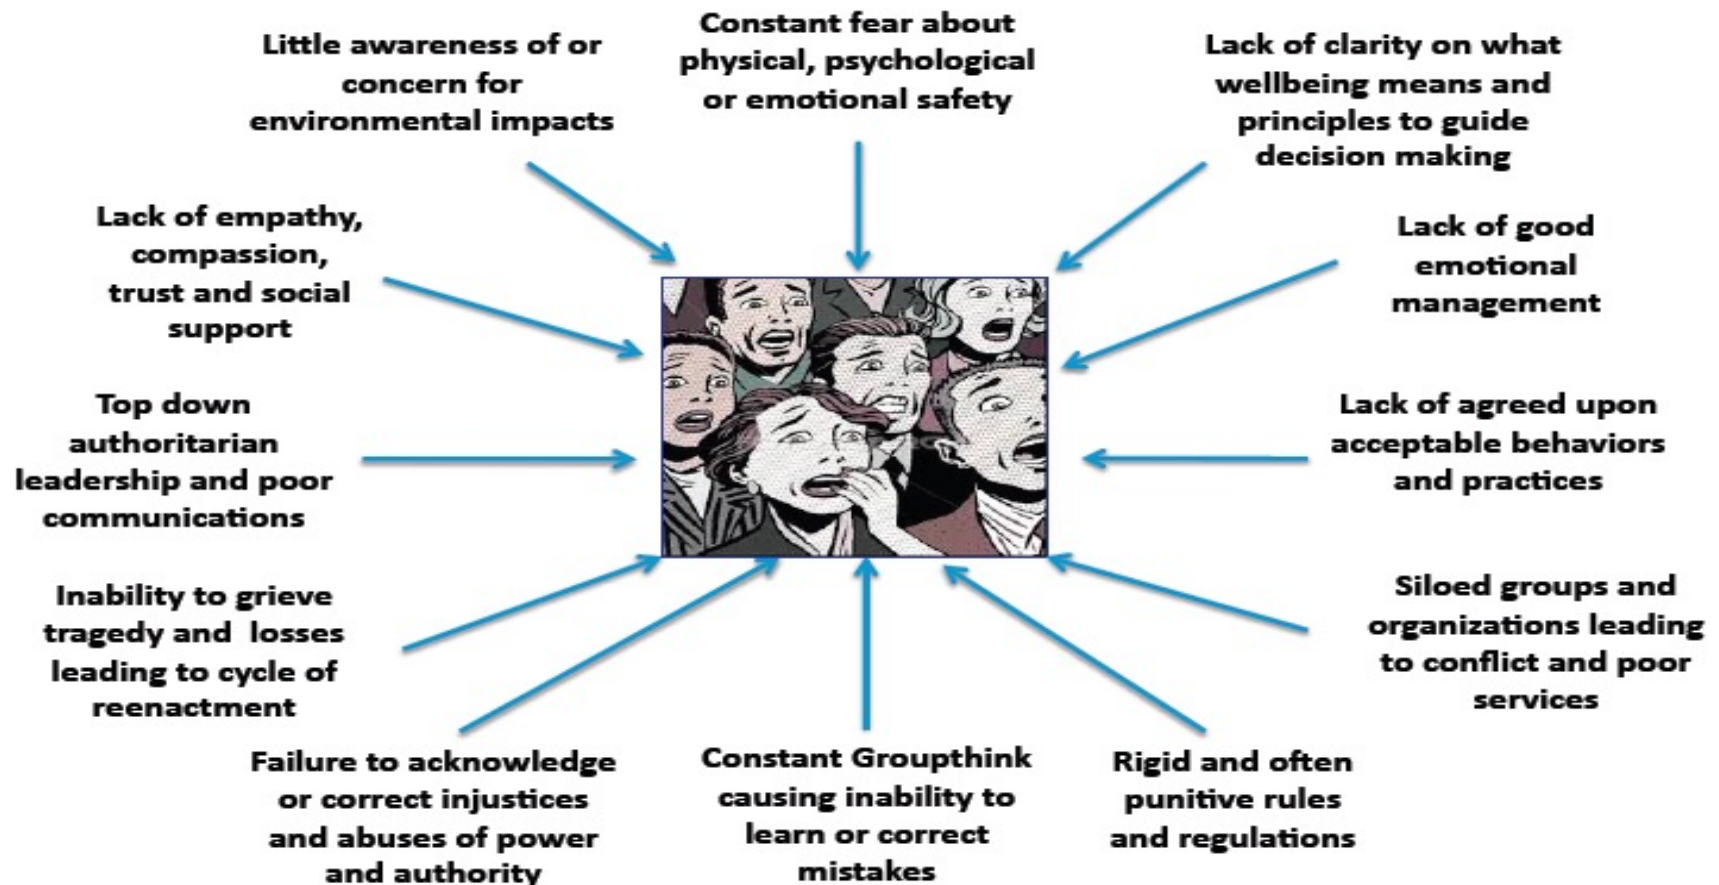 Little awareness of or
concern for
environmental impacts
Constant fear about
physical, psychological
or emotional safety
Lack of clarity on what
wellbeing means and
principles to guide
decision making
Lack of empathy,
compassion,
trust and social
support
Lack of good
emotional
management
Top down
authoritarian
leadership and poor
communications
Lack of agreed upon
acceptable behaviors
and practices
Inability to grieve
tragedy and losses
leading to cycle of
reenactment
Siloed groups and
organizations leading
to conflict and poor
services
Failure to acknowledge
or correct injustices
and abuses of power
and authority
Constant Groupthink
causing inability to
learn or correct
mistakes
Rigid and often
punitive rules
and regulations